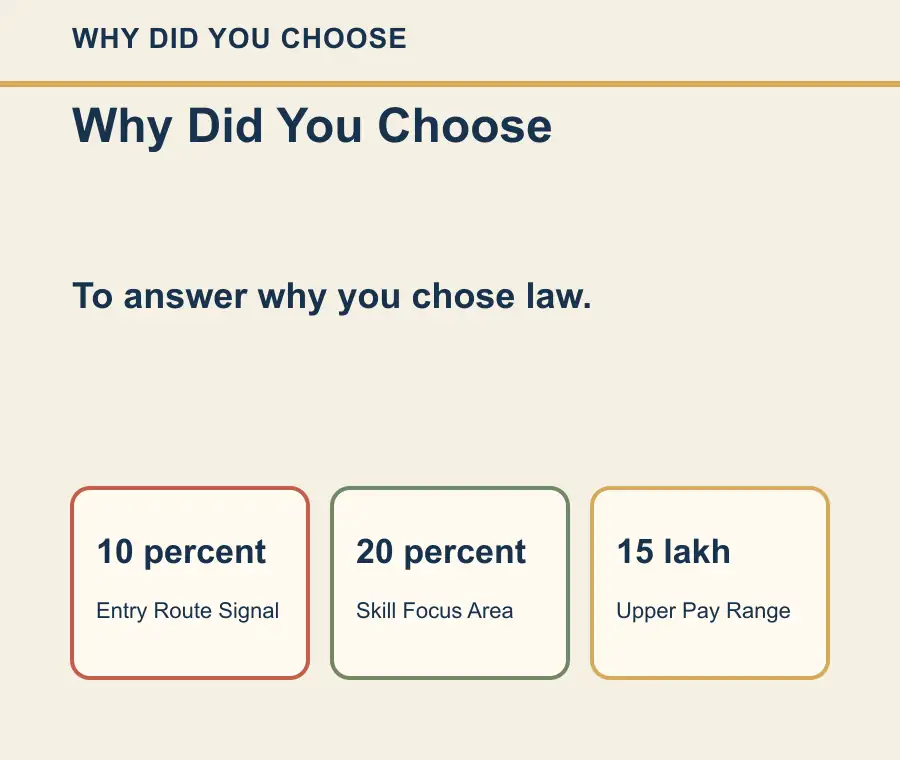 WHY DID YOU CHOOSE
Why Did You Choose
To answer why you chose law.
10 percent
Entry Route Signal
20 percent
Skill Focus Area
15 lakh
Upper Pay Range